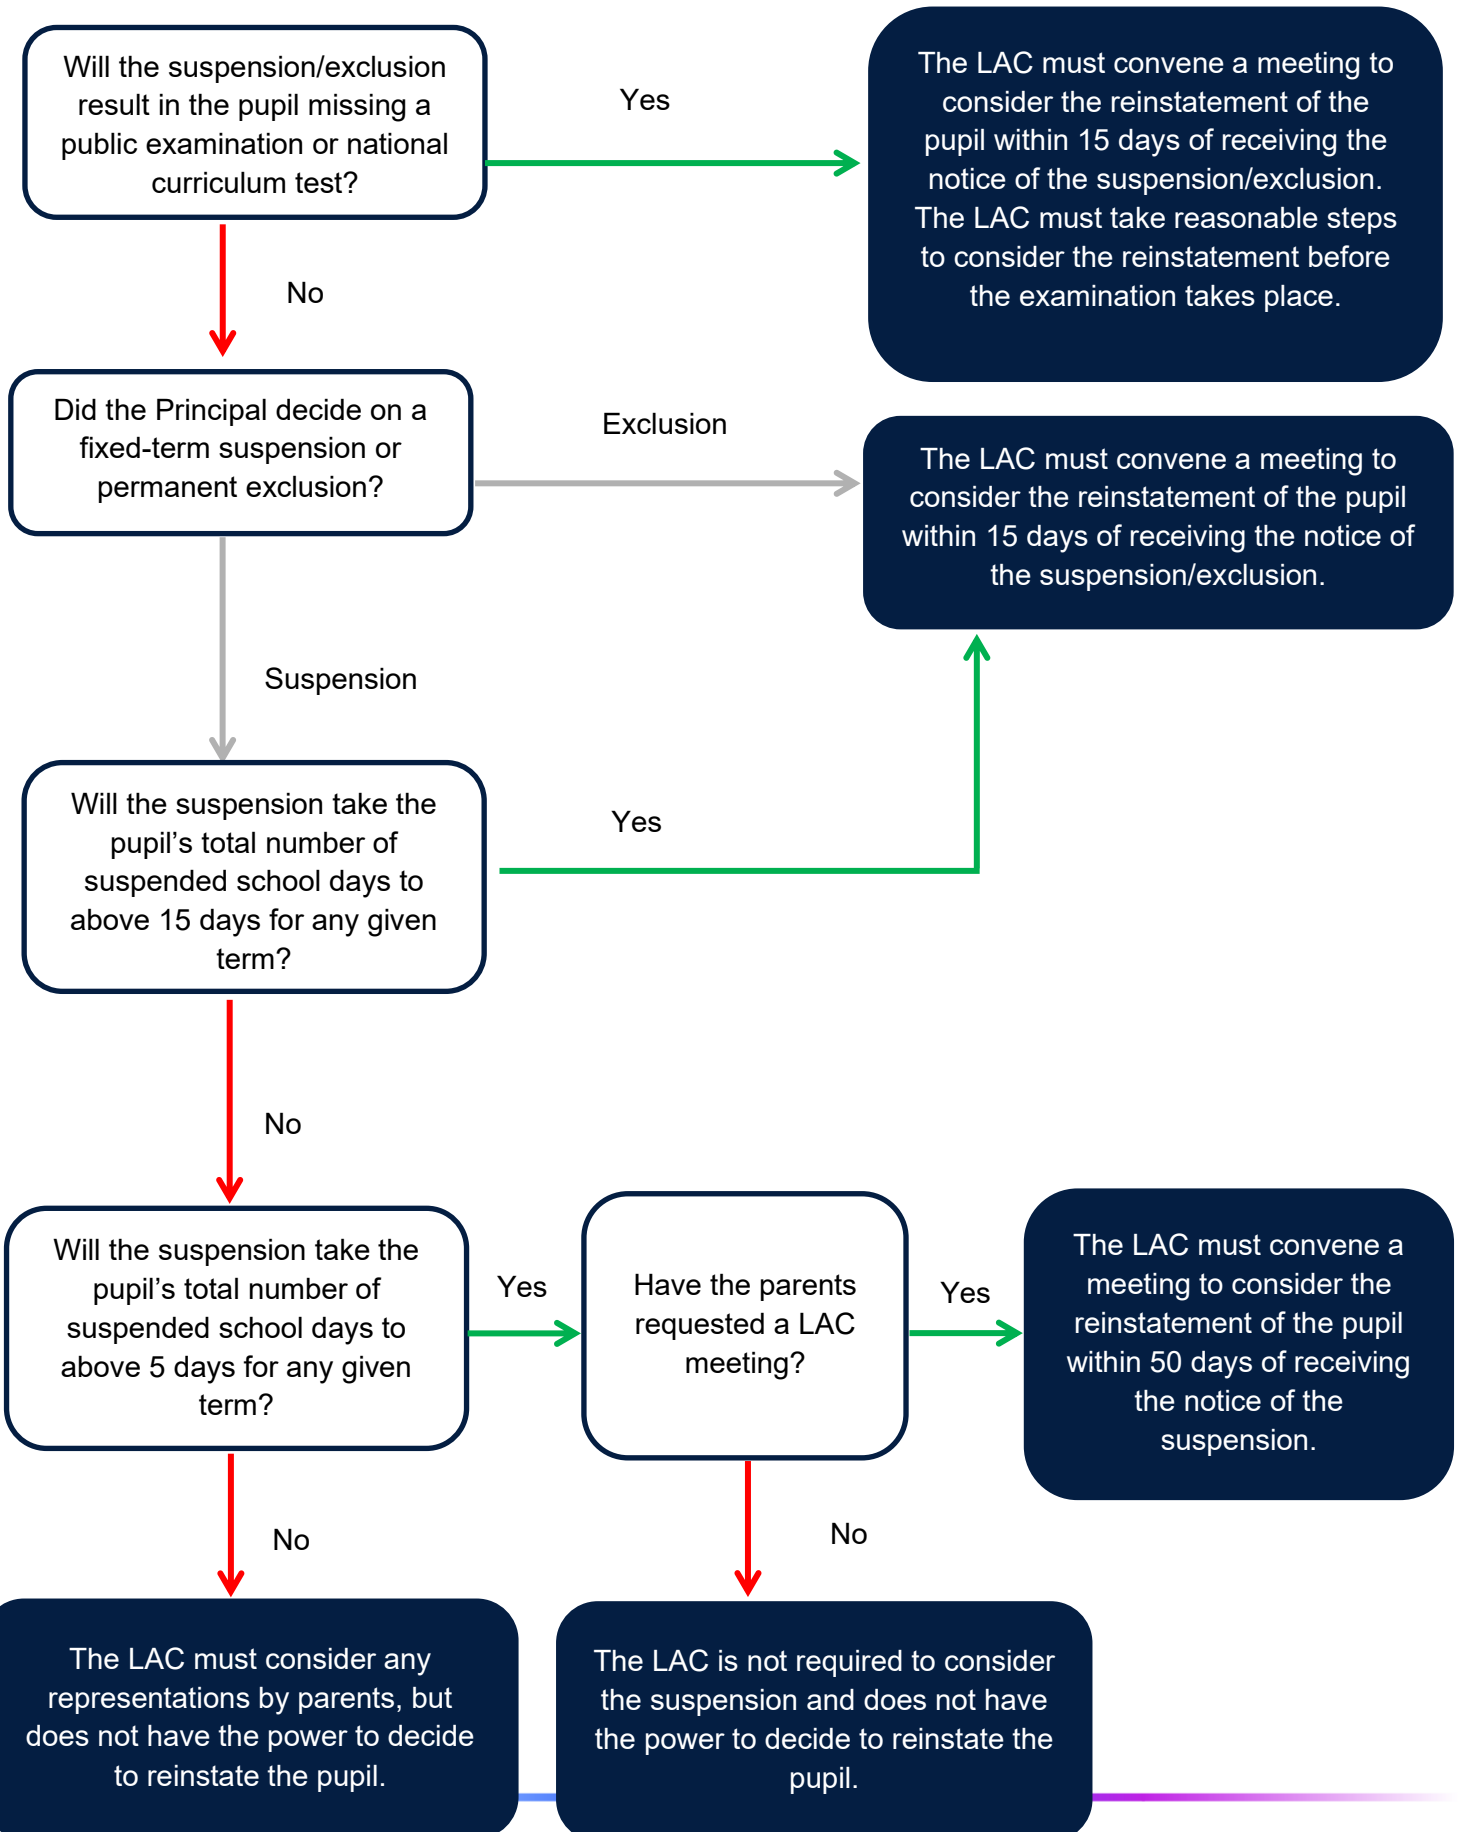 Will the suspension/exclusion
result in the pupil missing a
public examination or national
curriculum test?
Yes
The LAC must convene a meeting to
consider the reinstatement of the
pupil within 15 days of receiving the
notice of the suspension/exclusion.
The LAC must take reasonable steps
to consider the reinstatement before
the examination takes place.
No
Did the Principal decide on a
fixed-term suspension or
permanent exclusion?
Exclusion
The LAC must convene a meeting to
consider the reinstatement of the pupil
within 15 days of receiving the notice of
the suspension/exclusion.
Suspension
Will the suspension take the
pupil’s total number of
suspended school days to
above 15 days for any given
term?
Yes
No
Will the suspension take the
pupil’s total number of
suspended school days to
above 5 days for any given
term?
Yes
Have the parents
requested a LAC
meeting?
Yes
The LAC must convene a
meeting to consider the
reinstatement of the pupil
within 50 days of receiving
the notice of the
suspension.
No
No
The LAC must consider any
representations by parents, but
does not have the power to decide
to reinstate the pupil.
The LAC is not required to consider
the suspension and does not have
the power to decide to reinstate the
pupil.